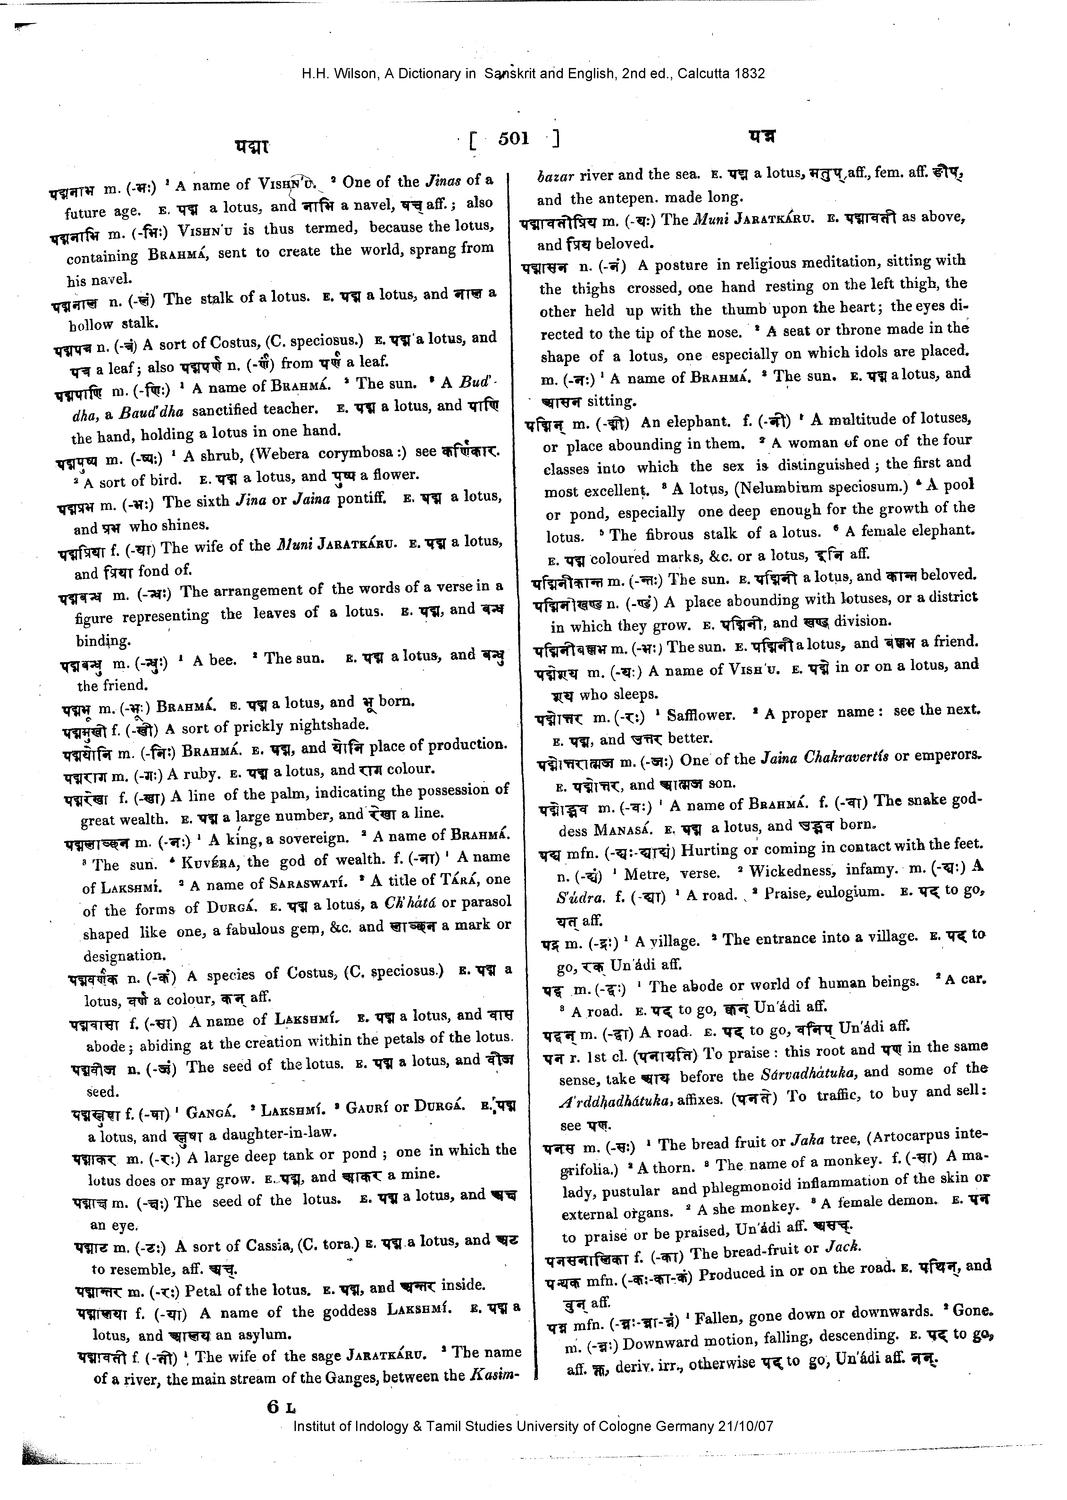 H.H. Wilson, A Dictionary in Sanskrit and English, 2nd ed., Calcutta 1832
पद्मा
[ 501 ]
पन्न
पद्मनाभ m. (-भः) ¹ A name of VISHN'U. ² One of the Jinas of a
future age. E. पद्म a lotus, and नाभि a navel, षच् aff.; also
पद्मनाभि m. (-भिः) VISHN'U is thus termed, because the lotus,
containing BRAHMÁ, sent to create the world, sprang from
his navel.
पद्मनाल n. (-लं) The stalk of a lotus. E. पद्म a lotus, and नाल a
hollow stalk.
पद्मपत्र n. (-त्रं) A sort of Costus, (C. speciosus.) E. पद्म a lotus, and
पत्र a leaf; also पद्मपर्ण n. (-र्णं) from पर्ण a leaf.
पद्मपाणि m. (-णिः) ¹ A name of BRAHMÁ. ² The sun. ³ A Bud'-
dha, a Baud'dha sanctified teacher. E. पद्म a lotus, and पाणि
the hand, holding a lotus in one hand.
पद्मपुष्प m. (-ष्पः) ¹ A shrub, (Webera corymbosa:) see कर्णिकार.
² A sort of bird. E. पद्म a lotus, and पुष्प a flower.
पद्मप्रभ m. (-भः) The sixth Jina or Jaina pontiff. E. पद्म a lotus,
and प्रभ who shines.
पद्मप्रिया f. (-या) The wife of the Muni JARATKÁRU. E. पद्म a lotus,
and प्रिया fond of.
पद्मबन्ध m. (-न्धः) The arrangement of the words of a verse in a
figure representing the leaves of a lotus. E. पद्म, and बन्ध
binding.
पद्मबन्धु m. (-न्धुः) ¹ A bee. ² The sun. E. पद्म a lotus, and बन्धु
the friend.
पद्मभू m. (-भूः) BRAHMÁ. E. पद्म a lotus, and भू born.
पद्ममुखी f. (-खी) A sort of prickly nightshade.
पद्मयोनि m. (-निः) BRAHMÁ. E. पद्म, and योनि place of production.
पद्मराग m. (-गः) A ruby. E. पद्म a lotus, and राग colour.
पद्मरेखा f. (-खा) A line of the palm, indicating the possession of
great wealth. E. पद्म a large number, and रेखा a line.
पद्मलाञ्छन m. (-नः) ¹ A king, a sovereign. ² A name of BRAHMÁ.
³ The sun. ⁴ KUVÉRA, the god of wealth. f. (-ना) ¹ A name
of LAKSHMÍ. ² A name of SARASWATÍ. ³ A title of TÁRÁ, one
of the forms of DURGÁ. E. पद्म a lotus, a Ch'hátá or parasol
shaped like one, a fabulous gem, &c. and लाञ्छन a mark or
designation.
पद्मवर्णक n. (-कं) A species of Costus, (C. speciosus.) E. पद्म a
lotus, वर्ण a colour, कन् aff.
पद्मवासा f. (-सा) A name of LAKSHMÍ. E. पद्म a lotus, and वास
abode; abiding at the creation within the petals of the lotus.
पद्मवीज n. (-जं) The seed of the lotus. E. पद्म a lotus, and वीज
seed.
पद्मस्नुषा f. (-षा) ¹ GANGÁ. ² LAKSHMÍ. ³ GAURÍ or DURGÁ. E. पद्म
a lotus, and स्नुषा a daughter-in-law.
पद्माकर m. (-रः) A large deep tank or pond; one in which the
lotus does or may grow. E. पद्म, and आकर a mine.
पद्माक्ष m. (-क्षः) The seed of the lotus. E. पद्म a lotus, and अक्ष
an eye.
पद्माट m. (-टः) A sort of Cassia, (C. tora.) E. पद्म a lotus, and अट
to resemble, aff. अच्.
पद्मान्तर m. (-रः) Petal of the lotus. E. पद्म, and अन्तर inside.
पद्मालया f. (-या) A name of the goddess LAKSHMÍ. E. पद्म a
lotus, and आलय an asylum.
पद्मावती f. (-ती) ¹ The wife of the sage JARATKÁRU. ² The name
of a river, the main stream of the Ganges, between the Kasim-
6 L
bazar river and the sea. E. पद्म a lotus, मतुप् aff., fem. aff. ङीप्,
and the antepen. made long.
पद्मावतीप्रिय m. (-यः) The Muni JARATKÁRU. E. पद्मावती as above,
and प्रिय beloved.
पद्मासन n. (-नं) A posture in religious meditation, sitting with
the thighs crossed, one hand resting on the left thigh, the
other held up with the thumb upon the heart; the eyes di-
rected to the tip of the nose. ² A seat or throne made in the
shape of a lotus, one especially on which idols are placed.
m. (-नः) ¹ A name of BRAHMÁ. ² The sun. E. पद्म a lotus, and
आसन sitting.
पद्मिन् m. (-द्मी) An elephant. f. (-नी) ¹ A multitude of lotuses,
or place abounding in them. ² A woman of one of the four
classes into which the sex is distinguished; the first and
most excellent. ³ A lotus, (Nelumbium speciosum.) ⁴ A pool
or pond, especially one deep enough for the growth of the
lotus. ⁵ The fibrous stalk of a lotus. ⁶ A female elephant.
E. पद्म coloured marks, &c. or a lotus, इनि aff.
पद्मिनीकान्त m. (-न्तः) The sun. E. पद्मिनी a lotus, and कान्त beloved.
पद्मिनीखण्ड n. (-ण्डं) A place abounding with lotuses, or a district
in which they grow. E. पद्मिनी, and खण्ड division.
पद्मिनीवल्लभ m. (-भः) The sun. E. पद्मिनी a lotus, and वल्लभ a friend.
पद्मेशय m. (-यः) A name of VISH'U. E. पद्मे in or on a lotus, and
शय who sleeps.
पद्मोत्तर m. (-रः) ¹ Safflower. ² A proper name: see the next.
E. पद्म, and उत्तर better.
पद्मोत्तरात्मज m. (-जः) One of the Jaina Chakravertís or emperors.
E. पद्मोत्तर, and आत्मज son.
पद्मोद्भव m. (-वः) ¹ A name of BRAHMÁ. f. (-वा) The snake god-
dess MANASÁ. E. पद्म a lotus, and उद्भव born.
पद्य mfn. (-द्यः-द्या-द्यं) Hurting or coming in contact with the feet.
n. (-द्यं) ¹ Metre, verse. ² Wickedness, infamy. m. (-द्यः) A
S'údra. f. (-द्या) ¹ A road. ² Praise, eulogium. E. पद् to go,
यत् aff.
पद्र m. (-द्रः) ¹ A village. ² The entrance into a village. E. पद् to
go, रक् Un'ádi aff.
पद्व m. (-द्वः) ¹ The abode or world of human beings. ² A car.
³ A road. E. पद् to go, क्वन् Un'ádi aff.
पद्वन् m. (-द्वा) A road. E. पद् to go, वनिप् Un'ádi aff.
पन r. 1st cl. (पनायति) To praise: this root and पण in the same
sense, take आय before the Sárvadhátuka, and some of the
A'rddhadhátuka, affixes. (पनते) To traffic, to buy and sell:
see पण.
पनस m. (-सः) ¹ The bread fruit or Jaka tree, (Artocarpus inte-
grifolia.) ² A thorn. ³ The name of a monkey. f. (-सा) A ma-
lady, pustular and phlegmonoid inflammation of the skin or
external organs. ² A she monkey. ³ A female demon. E. पन
to praise or be praised, Un'ádi aff. असच्.
पनसनालिका f. (-का) The bread-fruit or Jack.
पन्थक mfn. (-कः-का-कं) Produced in or on the road. E. पथिन्, and
वुन् aff.
पन्न mfn. (-न्नः-न्ना-न्नं) ¹ Fallen, gone down or downwards. ² Gone.
m. (-न्नः) Downward motion, falling, descending. E. पद् to go,
aff. क्त, deriv. irr., otherwise पद् to go, Un'ádi aff. नन्.
Institut of Indology & Tamil Studies University of Cologne Germany 21/10/07